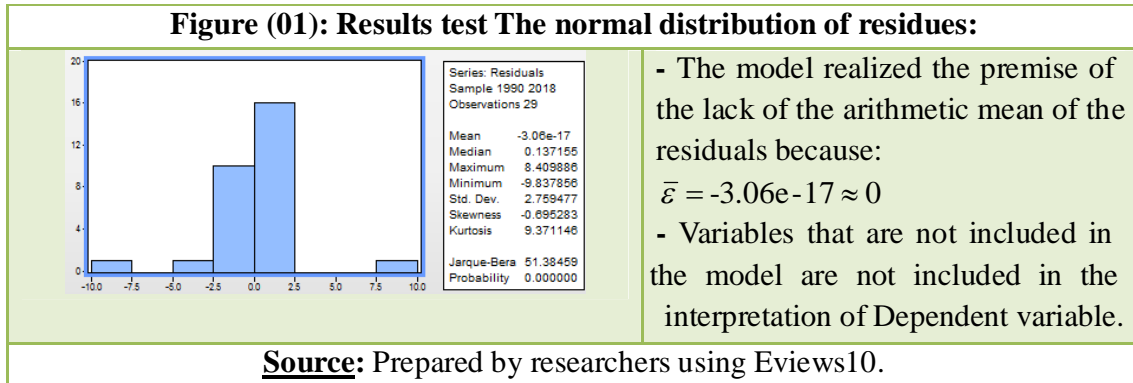 Figure (01): Results test The normal distribution of residues:
20
16
12
8
4
0
-10.0 -7.5 -5.0 -2.5 0.0 2.5 5.0 7.5 10.0
Series: Residuals
Sample 1990 2018
Observations 29
Mean -3.06e-17
Median 0.137155
Maximum 8.409886
Minimum -9.837856
Std. Dev. 2.759477
Skewness -0.695283
Kurtosis 9.371146
Jarque-Bera 51.38459
Probability 0.000000
- The model realized the premise of
the lack of the arithmetic mean of the
residuals because:
ε̅ = -3.06e-17 ≈ 0
- Variables that are not included in
the model are not included in the
interpretation of Dependent variable.
Source: Prepared by researchers using Eviews10.